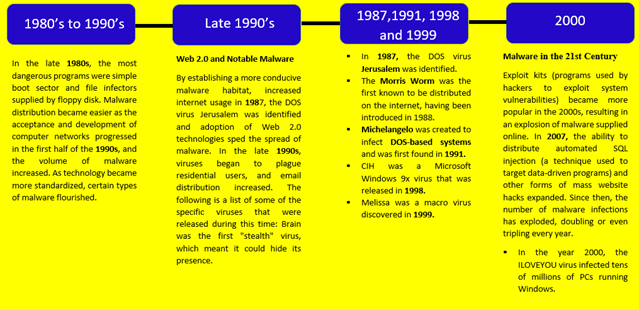 1980's to 1990's
In the late 1980s, the most
dangerous programs were simple
boot sector and file infectors
supplied by floppy disk. Malware
distribution became easier as the
acceptance and development of
computer networks progressed
in the first half of the 1990s, and
the volume of malware
increased. As technology became
more standardized, certain types
of malware flourished.
Late 1990's
Web 2.0 and Notable Malware
By establishing a more conducive
malware habitat, increased
internet usage in 1987, the DOS
virus Jerusalem was identified
and adoption of Web 2.0
technologies sped the spread of
malware. In the late 1990s,
viruses began to plague
residential users, and email
distribution increased. The
following is a list of some of the
specific viruses that were
released during this time: Brain
was the first "stealth" virus,
which meant it could hide its
presence.
1987,1991, 1998
and 1999
▪ In 1987, the DOS virus
Jerusalem was identified.
▪ The Morris Worm was the
first known to be distributed
on the internet, having been
introduced in 1988.
▪ Michelangelo was created to
infect DOS-based systems
and was first found in 1991.
▪ CIH was a Microsoft
Windows 9x virus that was
released in 1998.
▪ Melissa was a macro virus
discovered in 1999.
2000
Malware in the 21st Century
Exploit kits (programs used by
hackers to exploit system
vulnerabilities) became more
popular in the 2000s, resulting in
an explosion of malware supplied
online. In 2007, the ability to
distribute automated SQL
injection (a technique used to
target data-driven programs) and
other forms of mass website
hacks expanded. Since then, the
number of malware infections
has exploded, doubling or even
tripling every year.
▪ In the year 2000, the
ILOVEYOU virus infected tens
of millions of PCs running
Windows.